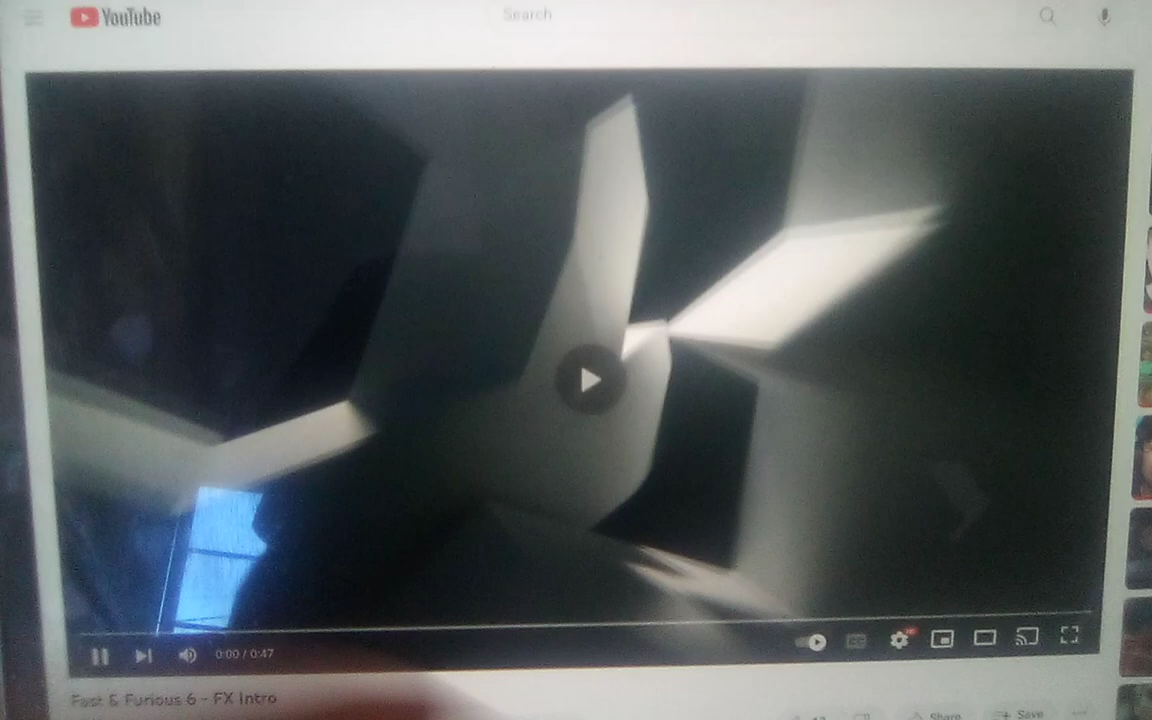 YouTube
Search
0:00 / 0:47
Fast & Furious 6 - FX Intro
Share
Save